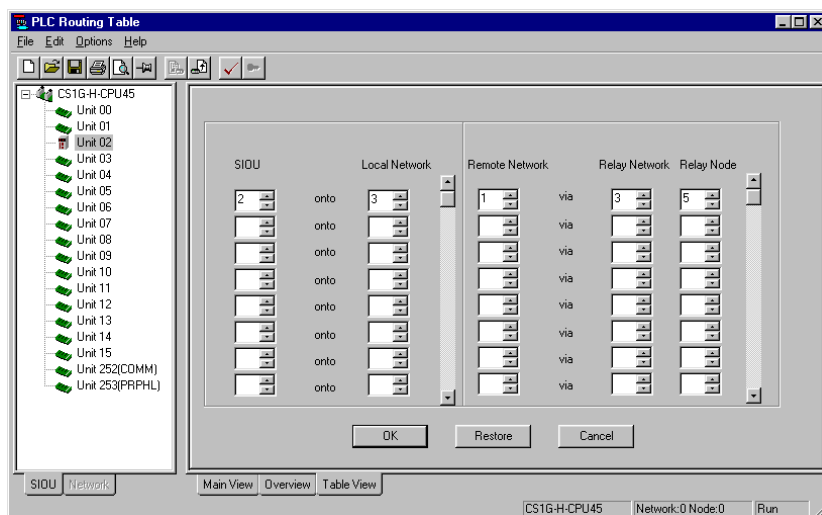 PLC Routing Table
File Edit Options Help
CS1G-H-CPU45
Unit 00
Unit 01
Unit 02
Unit 03
Unit 04
Unit 05
Unit 06
Unit 07
Unit 08
Unit 09
Unit 10
Unit 11
Unit 12
Unit 13
Unit 14
Unit 15
Unit 252(COMM)
Unit 253(PRPHL)
SIOU Network
SIOU Local Network Remote Network Relay Network Relay Node
2 onto 3 1 via 3 5
onto via
onto via
onto via
onto via
onto via
onto via
onto via
OK Restore Cancel
Main View Overview Table View
CS1G-H-CPU45 Network:0 Node:0 Run